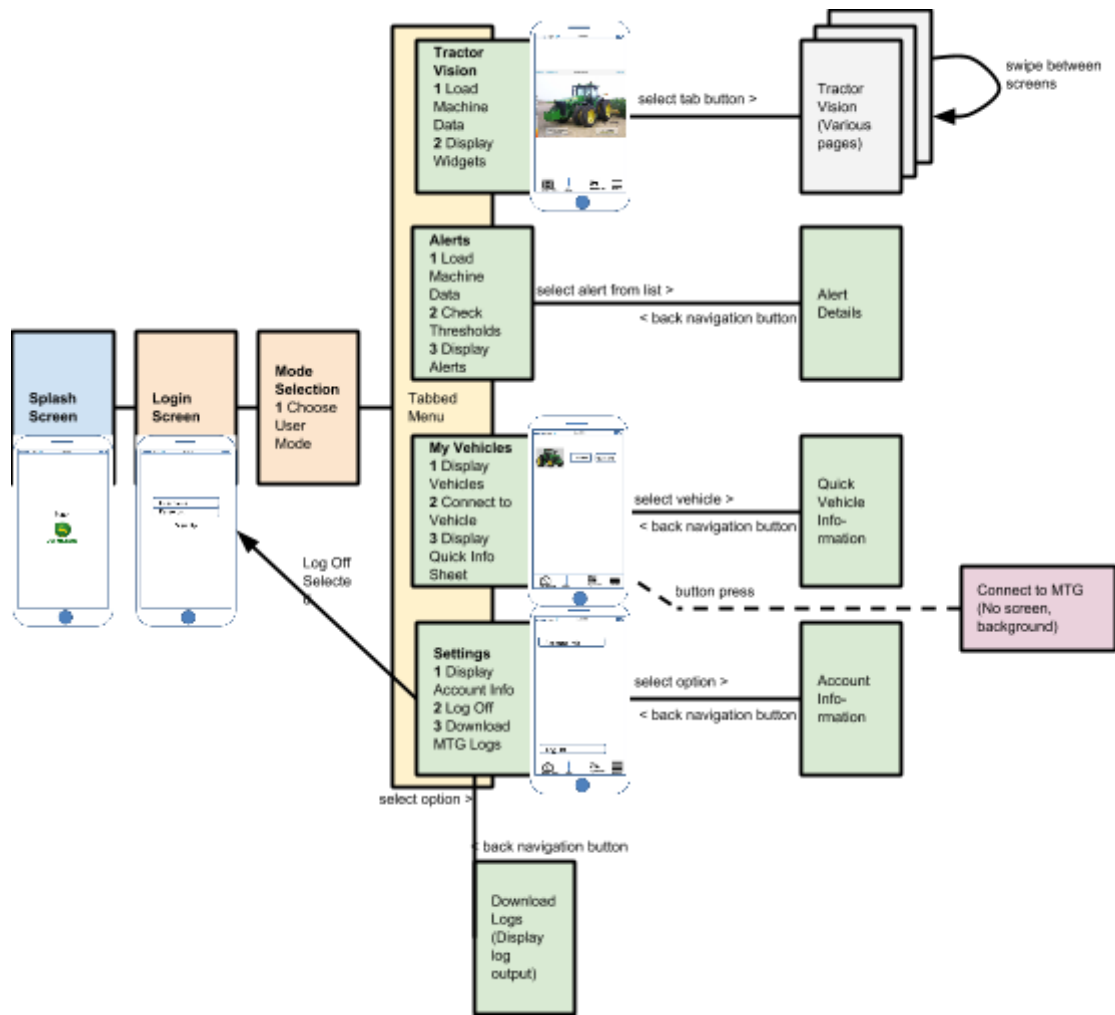 Tractor
Vision
1 Load
Machine
Data
2 Display
Widgets
select tab button >
Tractor
Vision
(Various
pages)
swipe between
screens
Alerts
1 Load
Machine
Data
2 Check
Thresholds
3 Display
Alerts
select alert from list >
< back navigation button
Alert
Details
Splash
Screen
Login
Screen
Mode
Selection
1 Choose
User
Mode
Tabbed
Menu
My Vehicles
1 Display
Vehicles
2 Connect to
Vehicle
3 Display
Quick Info
Sheet
select vehicle >
< back navigation button
Quick
Vehicle
Info-
rmation
Log Off
Selecte
d
button press
Connect to MTG
(No screen,
background)
Settings
1 Display
Account Info
2 Log Off
3 Download
MTG Logs
select option >
< back navigation button
Account
Info-
rmation
select option >
< back navigation button
Download
Logs
(Display
log
output)